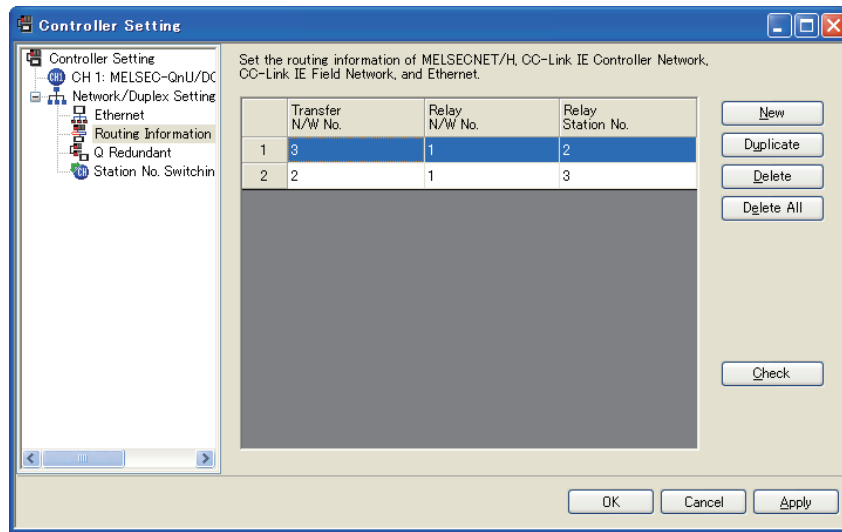 Controller Setting
Controller Setting
CH1 CH 1: MELSEC-QnU/DC
Network/Duplex Setting
Ethernet
Routing Information
Q Redundant
CH Station No. Switchin
Set the routing information of MELSECNET/H, CC-Link IE Controller Network,
CC-Link IE Field Network, and Ethernet.
Transfer N/W No. Relay N/W No. Relay Station No.
1 3 1 2
2 2 1 3
New
Duplicate
Delete
Delete All
Check
OK Cancel Apply